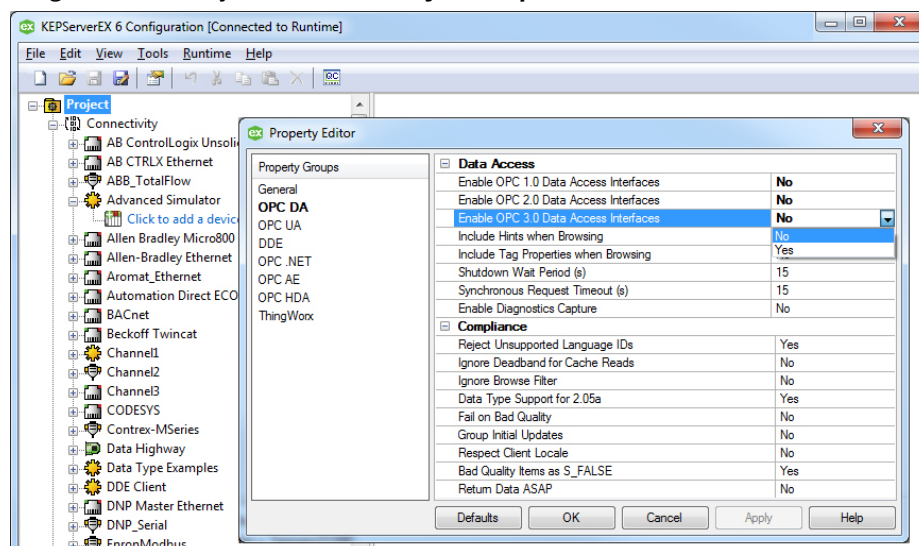 KEPServerEX 6 Configuration [Connected to Runtime]
File Edit View Tools Runtime Help
Project
Connectivity
AB ControlLogix Unsoli
AB CTRLX Ethernet
ABB_TotalFlow
Advanced Simulator
Click to add a device
Allen Bradley Micro800
Allen-Bradley Ethernet
Aromat_Ethernet
Automation Direct ECO
BACnet
Beckoff Twincat
Channel1
Channel2
Channel3
CODESYS
Contrex-MSeries
Data Highway
Data Type Examples
DDE Client
DNP Master Ethernet
DNP_Serial
EnronModbus
Property Editor
Property Groups
General
OPC DA
OPC UA
DDE
OPC .NET
OPC AE
OPC HDA
ThingWorx
Data Access
Enable OPC 1.0 Data Access Interfaces No
Enable OPC 2.0 Data Access Interfaces No
Enable OPC 3.0 Data Access Interfaces No
Include Hints when Browsing No
Include Tag Properties when Browsing Yes
Shutdown Wait Period (s) 15
Synchronous Request Timeout (s) 15
Enable Diagnostics Capture No
Compliance
Reject Unsupported Language IDs Yes
Ignore Deadband for Cache Reads No
Ignore Browse Filter No
Data Type Support for 2.05a Yes
Fail on Bad Quality No
Group Initial Updates No
Respect Client Locale No
Bad Quality Items as S_FALSE Yes
Return Data ASAP No
Defaults OK Cancel Apply Help